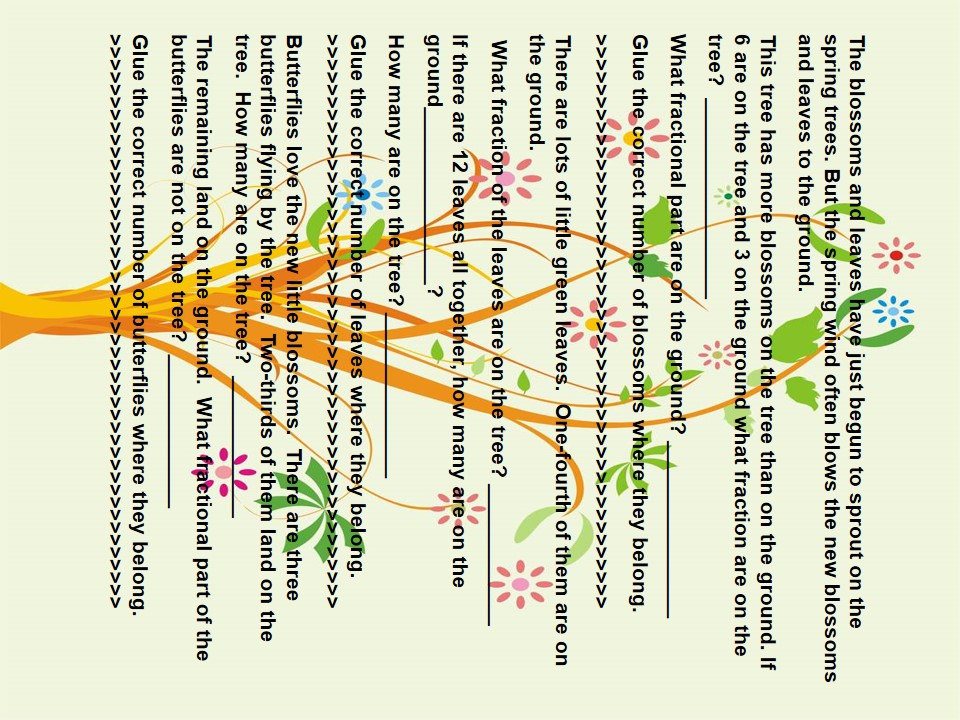 The blossoms and leaves have just begun to sprout on the
spring trees. But the spring wind often blows the new blossoms
and leaves to the ground.
This tree has more blossoms on the tree than on the ground. If
6 are on the tree and 3 on the ground what fraction are on the
tree? ____________________
What fractional part are on the ground? __________________
Glue the correct number of blossoms where they belong.
>>>>>>>>>>>>>>>>>>>>>>>>>>>>>>>>>>>>>>>>>>>>
There are lots of little green leaves. One-fourth of them are on
the ground.
What fraction of the leaves are on the tree? ______________
If there are 12 leaves all together, how many are on the
ground__________________?
How many are on the tree? _________________
Glue the correct number of leaves where they belong.
>>>>>>>>>>>>>>>>>>>>>>>>>>>>>>>>>>>>>>>>>>>>
Butterflies love the new little blossoms. There are three
butterflies flying by the tree. Two-thirds of them land on the
tree. How many are on the tree? ______________
The remaining land on the ground. What fractional part of the
butterflies are not on the tree? _______________
Glue the correct number of butterflies where they belong.
>>>>>>>>>>>>>>>>>>>>>>>>>>>>>>>>>>>>>>>>>>>>